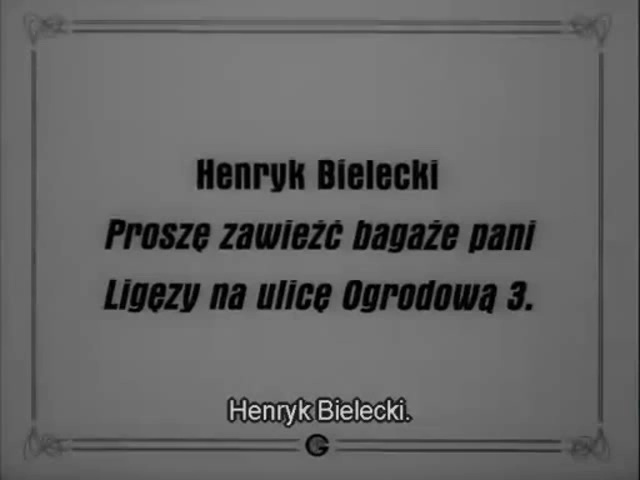 Henryk Bielecki
Proszę zawieźć bagaże pani
Ligęzy na ulicę Ogrodową 3.
Henryk Bielecki.